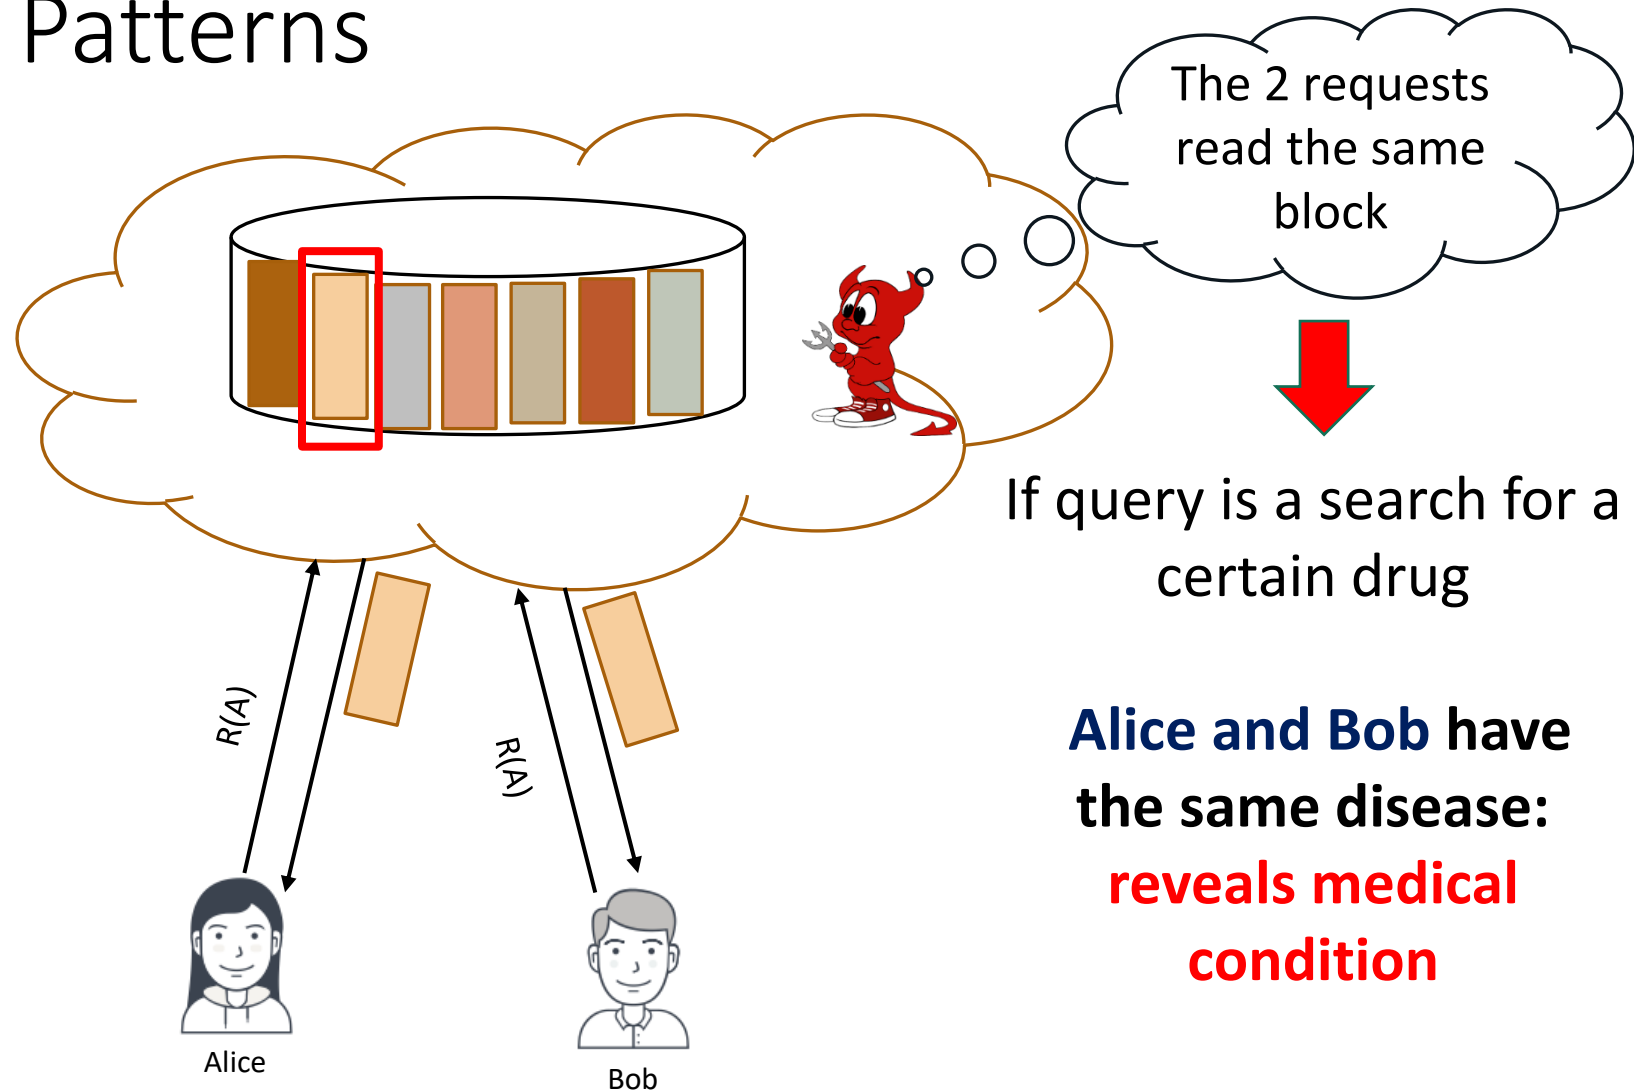 Patterns
The 2 requests
read the same
block
If query is a search for a
certain drug
R(A)
R(A)
Alice and Bob have
the same disease:
reveals medical
condition
Alice
Bob